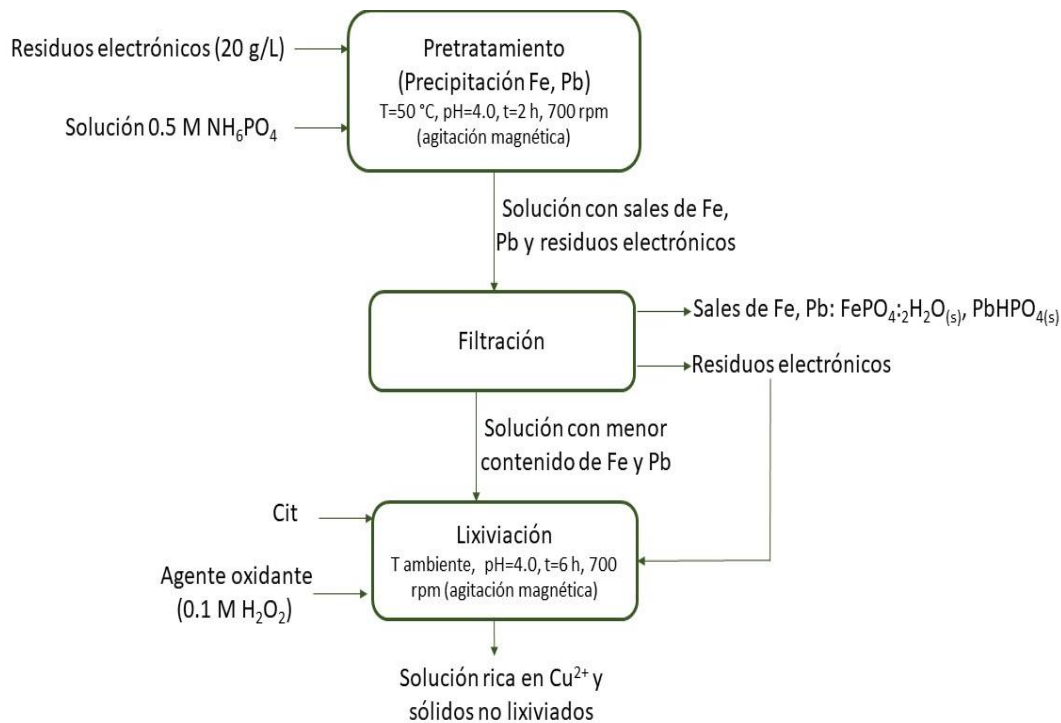 Residuos electrónicos (20 g/L)
Solución 0.5 M NH₆PO₄
Pretratamiento
(Precipitación Fe, Pb)
T=50 °C, pH=4.0, t=2 h, 700 rpm
(agitación magnética)
Solución con sales de Fe,
Pb y residuos electrónicos
Filtración
Sales de Fe, Pb: FePO₄:₂H₂O₍s₎, PbHPO₄₍s₎
Residuos electrónicos
Solución con menor
contenido de Fe y Pb
Cit
Agente oxidante
(0.1 M H₂O₂)
Lixiviación
T ambiente, pH=4.0, t=6 h, 700
rpm (agitación magnética)
Solución rica en Cu²⁺ y
sólidos no lixiviados